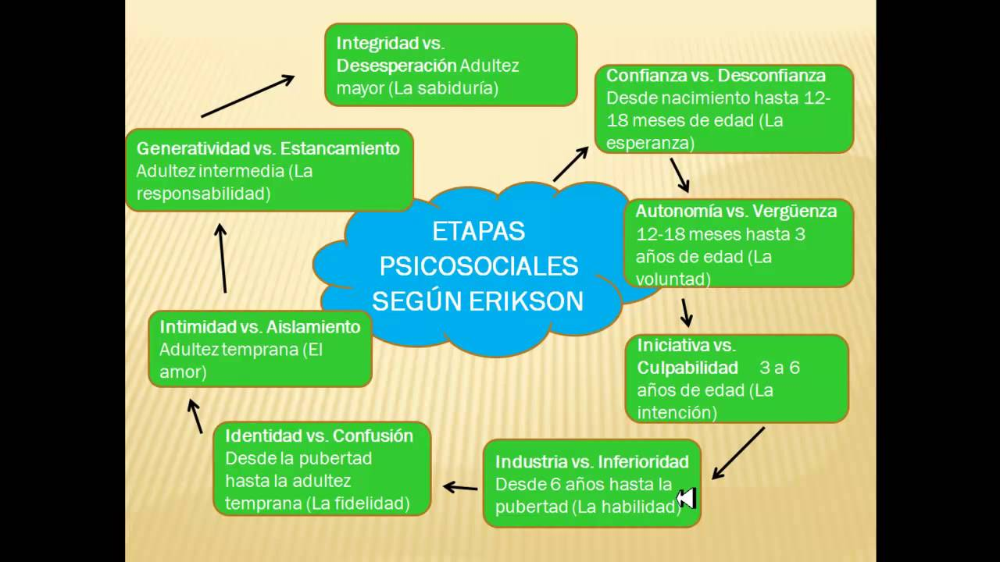 ETAPAS
PSICOSOCIALES
SEGÚN ERIKSON
Confianza vs. Desconfianza
Desde nacimiento hasta 12-
18 meses de edad (La
esperanza)
Autonomía vs. Vergüenza
12-18 meses hasta 3
años de edad (La
voluntad)
Iniciativa vs.
Culpabilidad 3 a 6
años de edad (La
intención)
Industria vs. Inferioridad
Desde 6 años hasta la
pubertad (La habilidad)
Identidad vs. Confusión
Desde la pubertad
hasta la adultez
temprana (La fidelidad)
Intimidad vs. Aislamiento
Adultez temprana (El
amor)
Generatividad vs. Estancamiento
Adultez intermedia (La
responsabilidad)
Integridad vs.
Desesperación Adultez
mayor (La sabiduría)